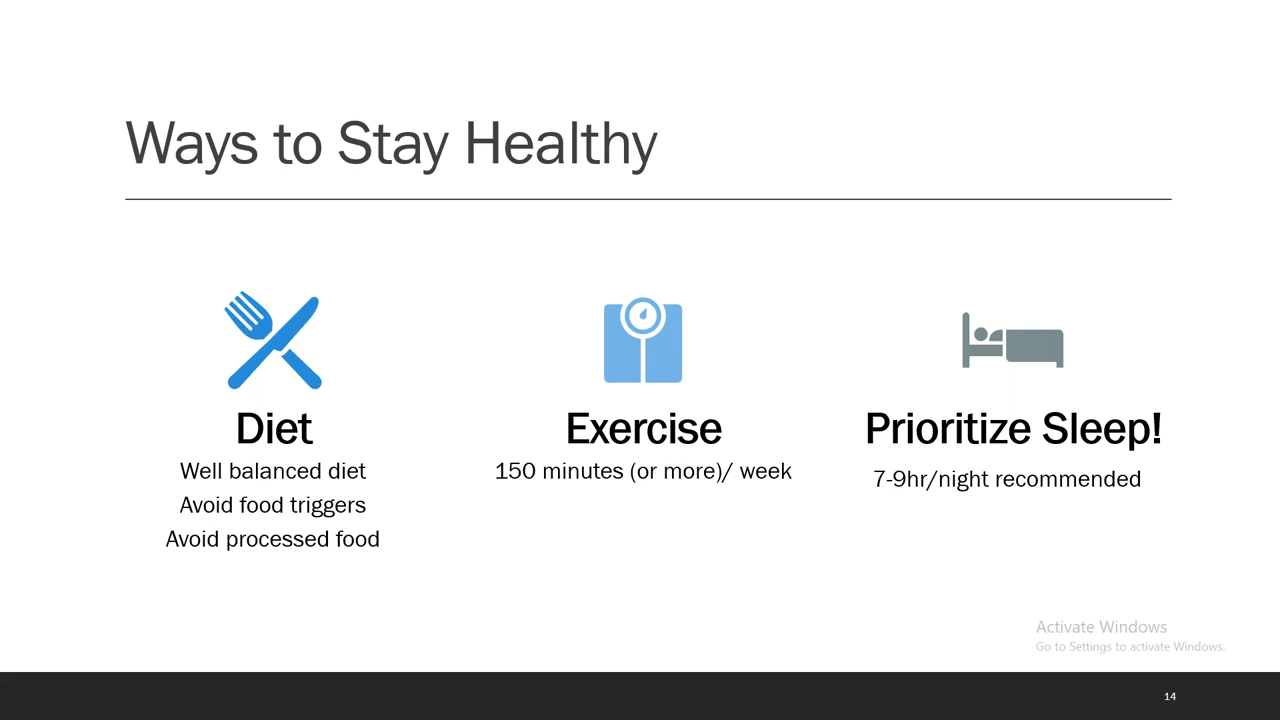 Ways to Stay Healthy
Diet
Well balanced diet
Avoid food triggers
Avoid processed food
Exercise
150 minutes (or more)/ week
Prioritize Sleep!
7-9hr/night recommended
Activate Windows
Go to Settings to activate Windows.
14